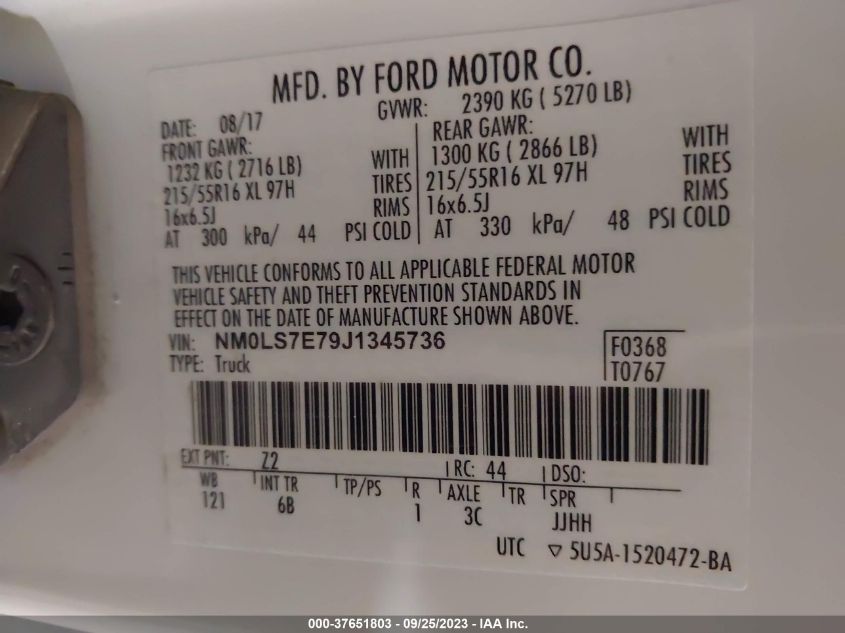 MFD. BY FORD MOTOR CO.
DATE: 08/17 GVWR: 2390 KG ( 5270 LB)
FRONT GAWR: REAR GAWR:
1232 KG ( 2716 LB) WITH 1300 KG ( 2866 LB) WITH
215/55R16 XL 97H TIRES 215/55R16 XL 97H TIRES
16x6.5J RIMS 16x6.5J RIMS
AT 300 kPa/ 44 PSI COLD AT 330 kPa/ 48 PSI COLD
THIS VEHICLE CONFORMS TO ALL APPLICABLE FEDERAL MOTOR
VEHICLE SAFETY AND THEFT PREVENTION STANDARDS IN
EFFECT ON THE DATE OF MANUFACTURE SHOWN ABOVE.
VIN: NM0LS7E79J1345736 F0368
TYPE: Truck T0767
EXT PNT: Z2 RC: 44 DSO:
WB INT TR TP/PS R AXLE TR SPR
121 6B 1 3C JJHH
UTC ▽ 5U5A-1520472-BA
000-37651803 - 09/25/2023 - IAA Inc.